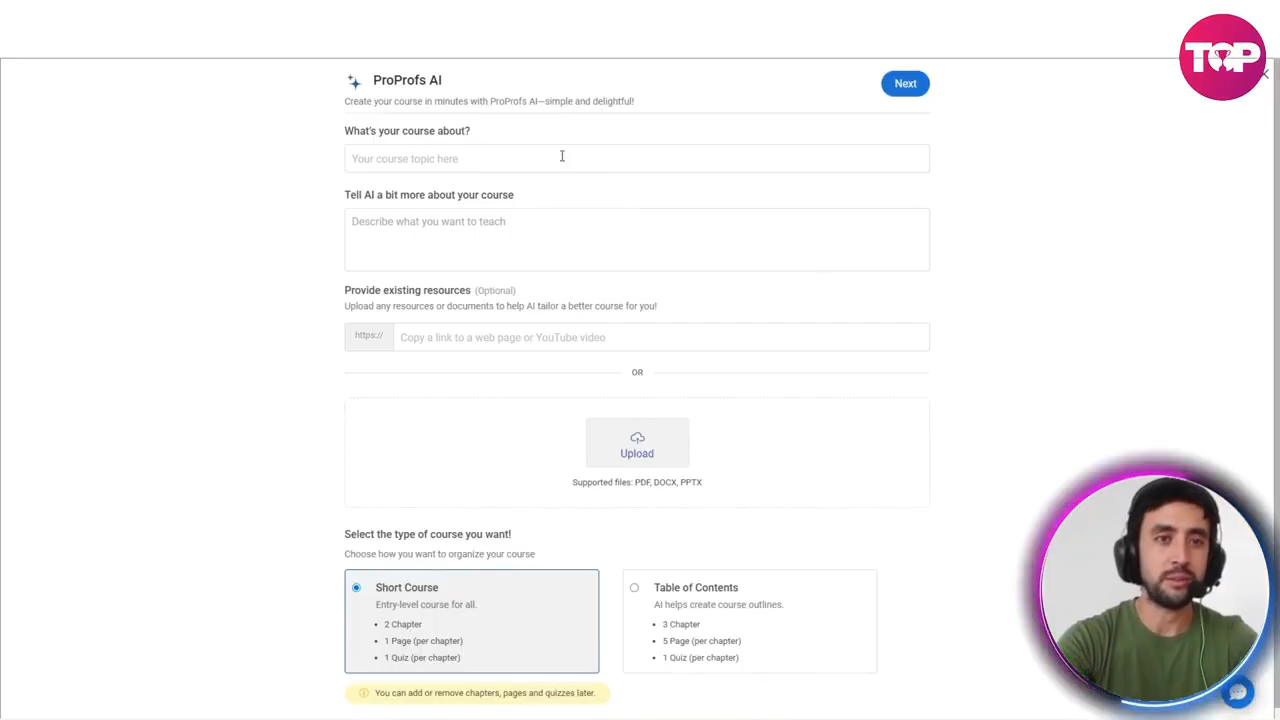 TOP
ProProfs AI
Next
Create your course in minutes with ProProfs AI—simple and delightful!
What's your course about?
Your course topic here
Tell AI a bit more about your course
Describe what you want to teach
Provide existing resources (Optional)
Upload any resources or documents to help AI tailor a better course for you!
https://
Copy a link to a web page or YouTube video
OR
Upload
Supported files: PDF, DOCX, PPTX
Select the type of course you want!
Choose how you want to organize your course
Short Course
Entry-level course for all.
• 2 Chapter
• 1 Page (per chapter)
• 1 Quiz (per chapter)
Table of Contents
AI helps create course outlines.
• 3 Chapter
• 5 Page (per chapter)
• 1 Quiz (per chapter)
You can add or remove chapters, pages and quizzes later.